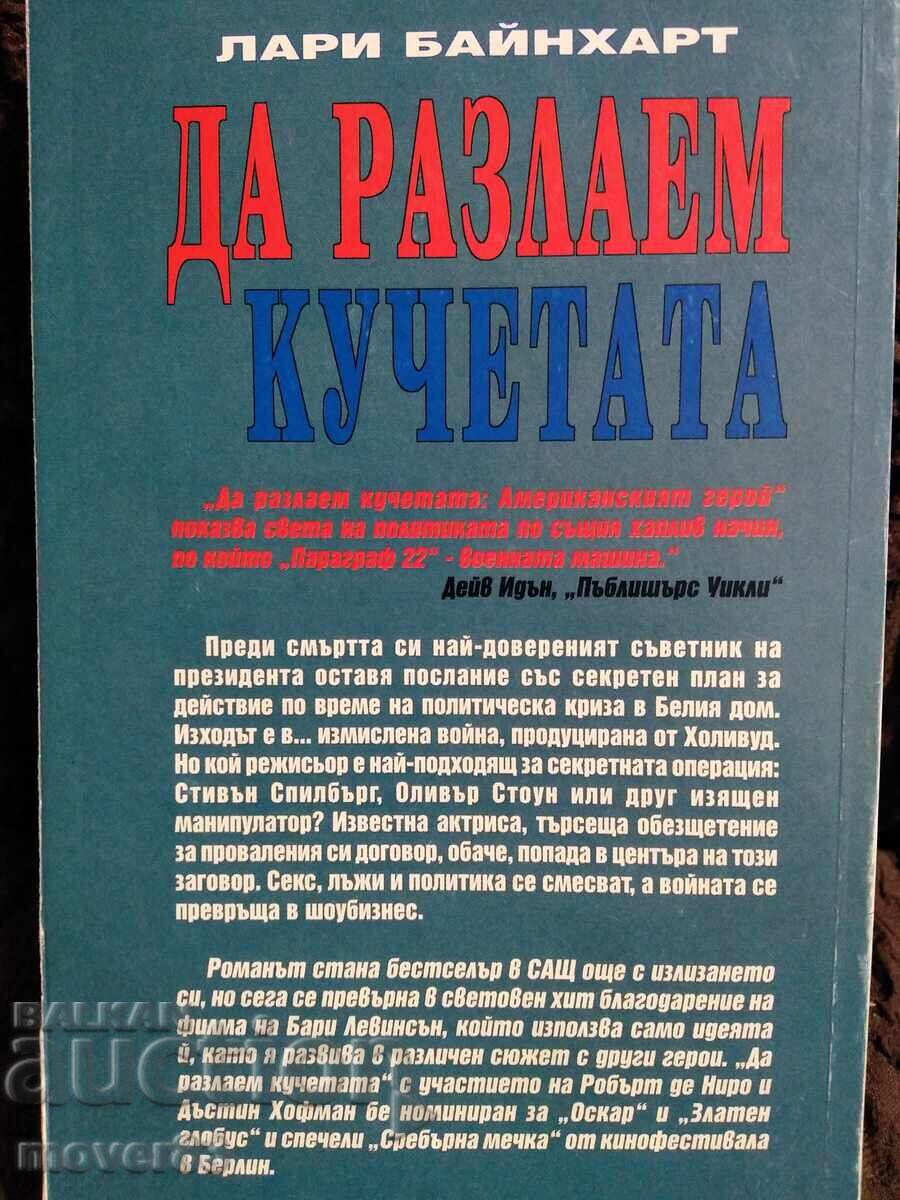 ЛАРИ БАЙНХАРТ
ДА РАЗЛАЕМ
КУЧЕТАТА
„Да разлаем кучетата: Американският герой“
показва света на политиката по същия хаплив начин,
по който „Параграф 22“ - военната машина.“
Дейв Идън, „Пъблишърс Уикли“
Преди смъртта си най-довереният съветник на
президента оставя послание със секретен план за
действие по време на политическа криза в Белия дом.
Изходът е в... измислена война, продуцирана от Холивуд.
Но кой режисьор е най-подходящ за секретната операция:
Стивън Спилбърг, Оливър Стоун или друг изящен
манипулатор? Известна актриса, търсеща обезщетение
за проваления си договор, обаче, попада в центъра на този
заговор. Секс, лъжи и политика се смесват, а войната се
превръща в шоубизнес.
Романът стана бестселър в САЩ още с излизането
си, но сега се превърна в световен хит благодарение на
филма на Бари Левинсън, който използва само идеята
ѝ, като я развива в различен сюжет с други герои. „Да
разлаем кучетата“ с участието на Робърт де Ниро и
Дъстин Хофман бе номиниран за „Оскар“ и „Златен
глобус“ и спечели „Сребърна мечка“ от кинофестивала
в Берлин.
BALKAN
auction